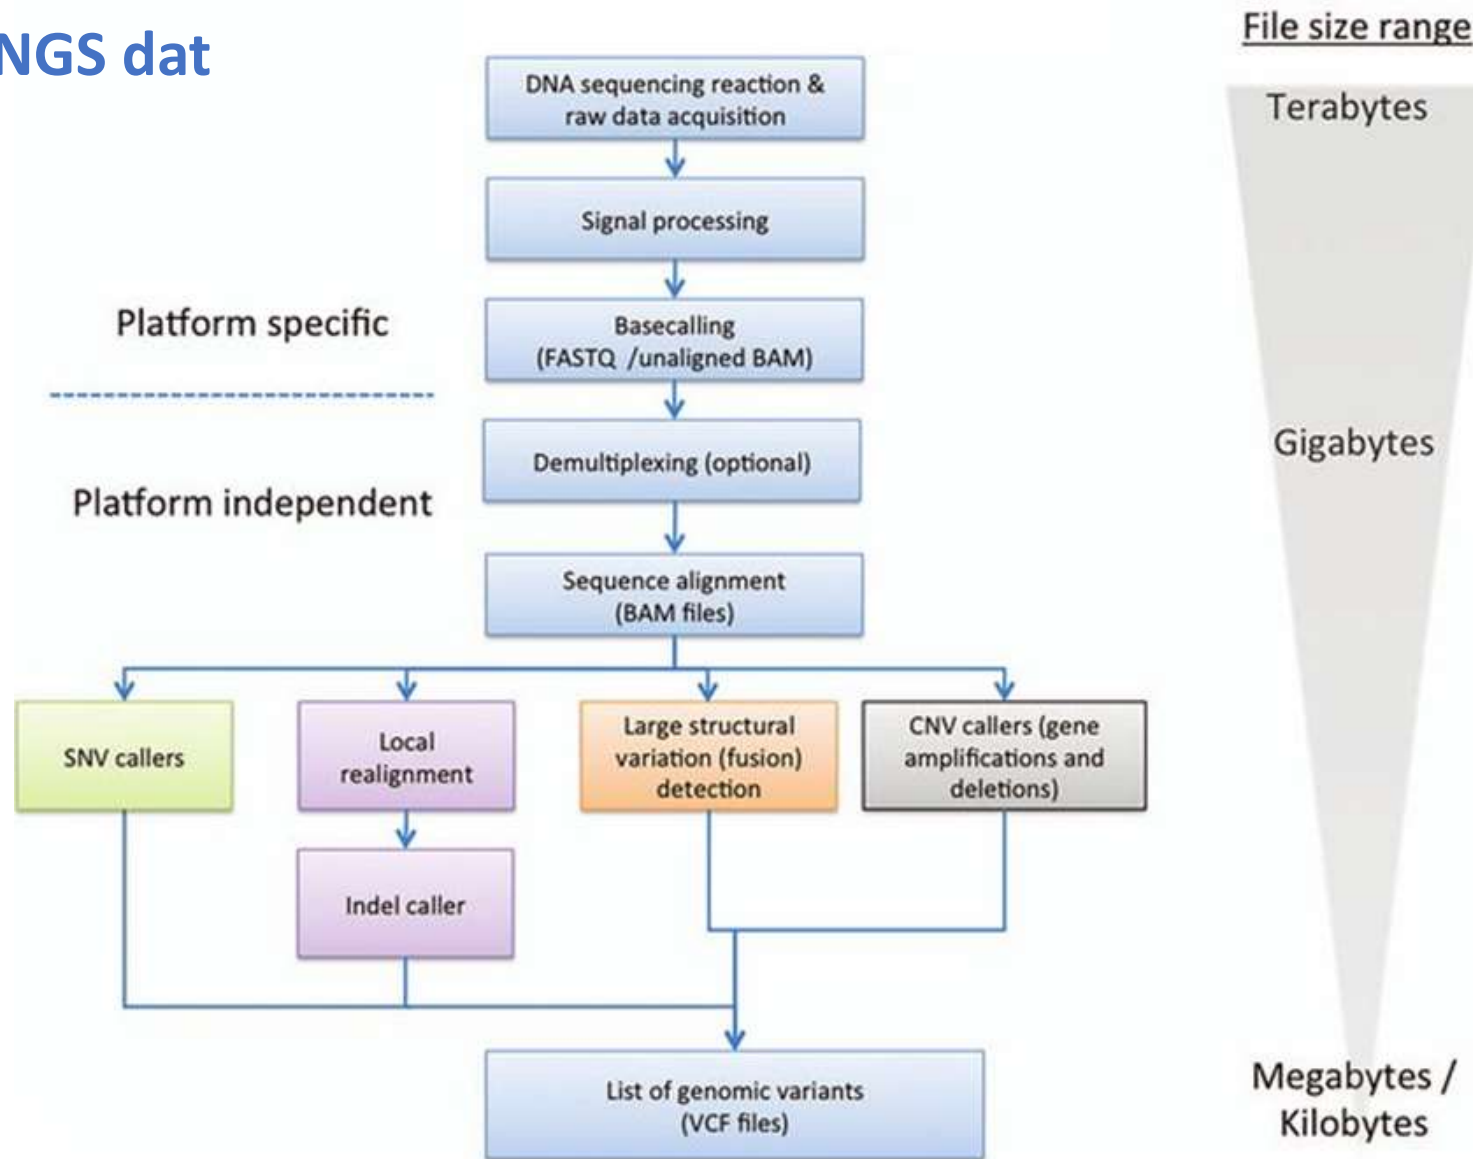 NGS dat
File size range
DNA sequencing reaction &
raw data acquisition
Terabytes
Signal processing
Platform specific
Basecalling
(FASTQ /unaligned BAM)
Gigabytes
Demultiplexing (optional)
Platform independent
Sequence alignment
(BAM files)
SNV callers
Local
realignment
Large structural
variation (fusion)
detection
CNV callers (gene
amplifications and
deletions)
Indel caller
List of genomic variants
(VCF files)
Megabytes /
Kilobytes